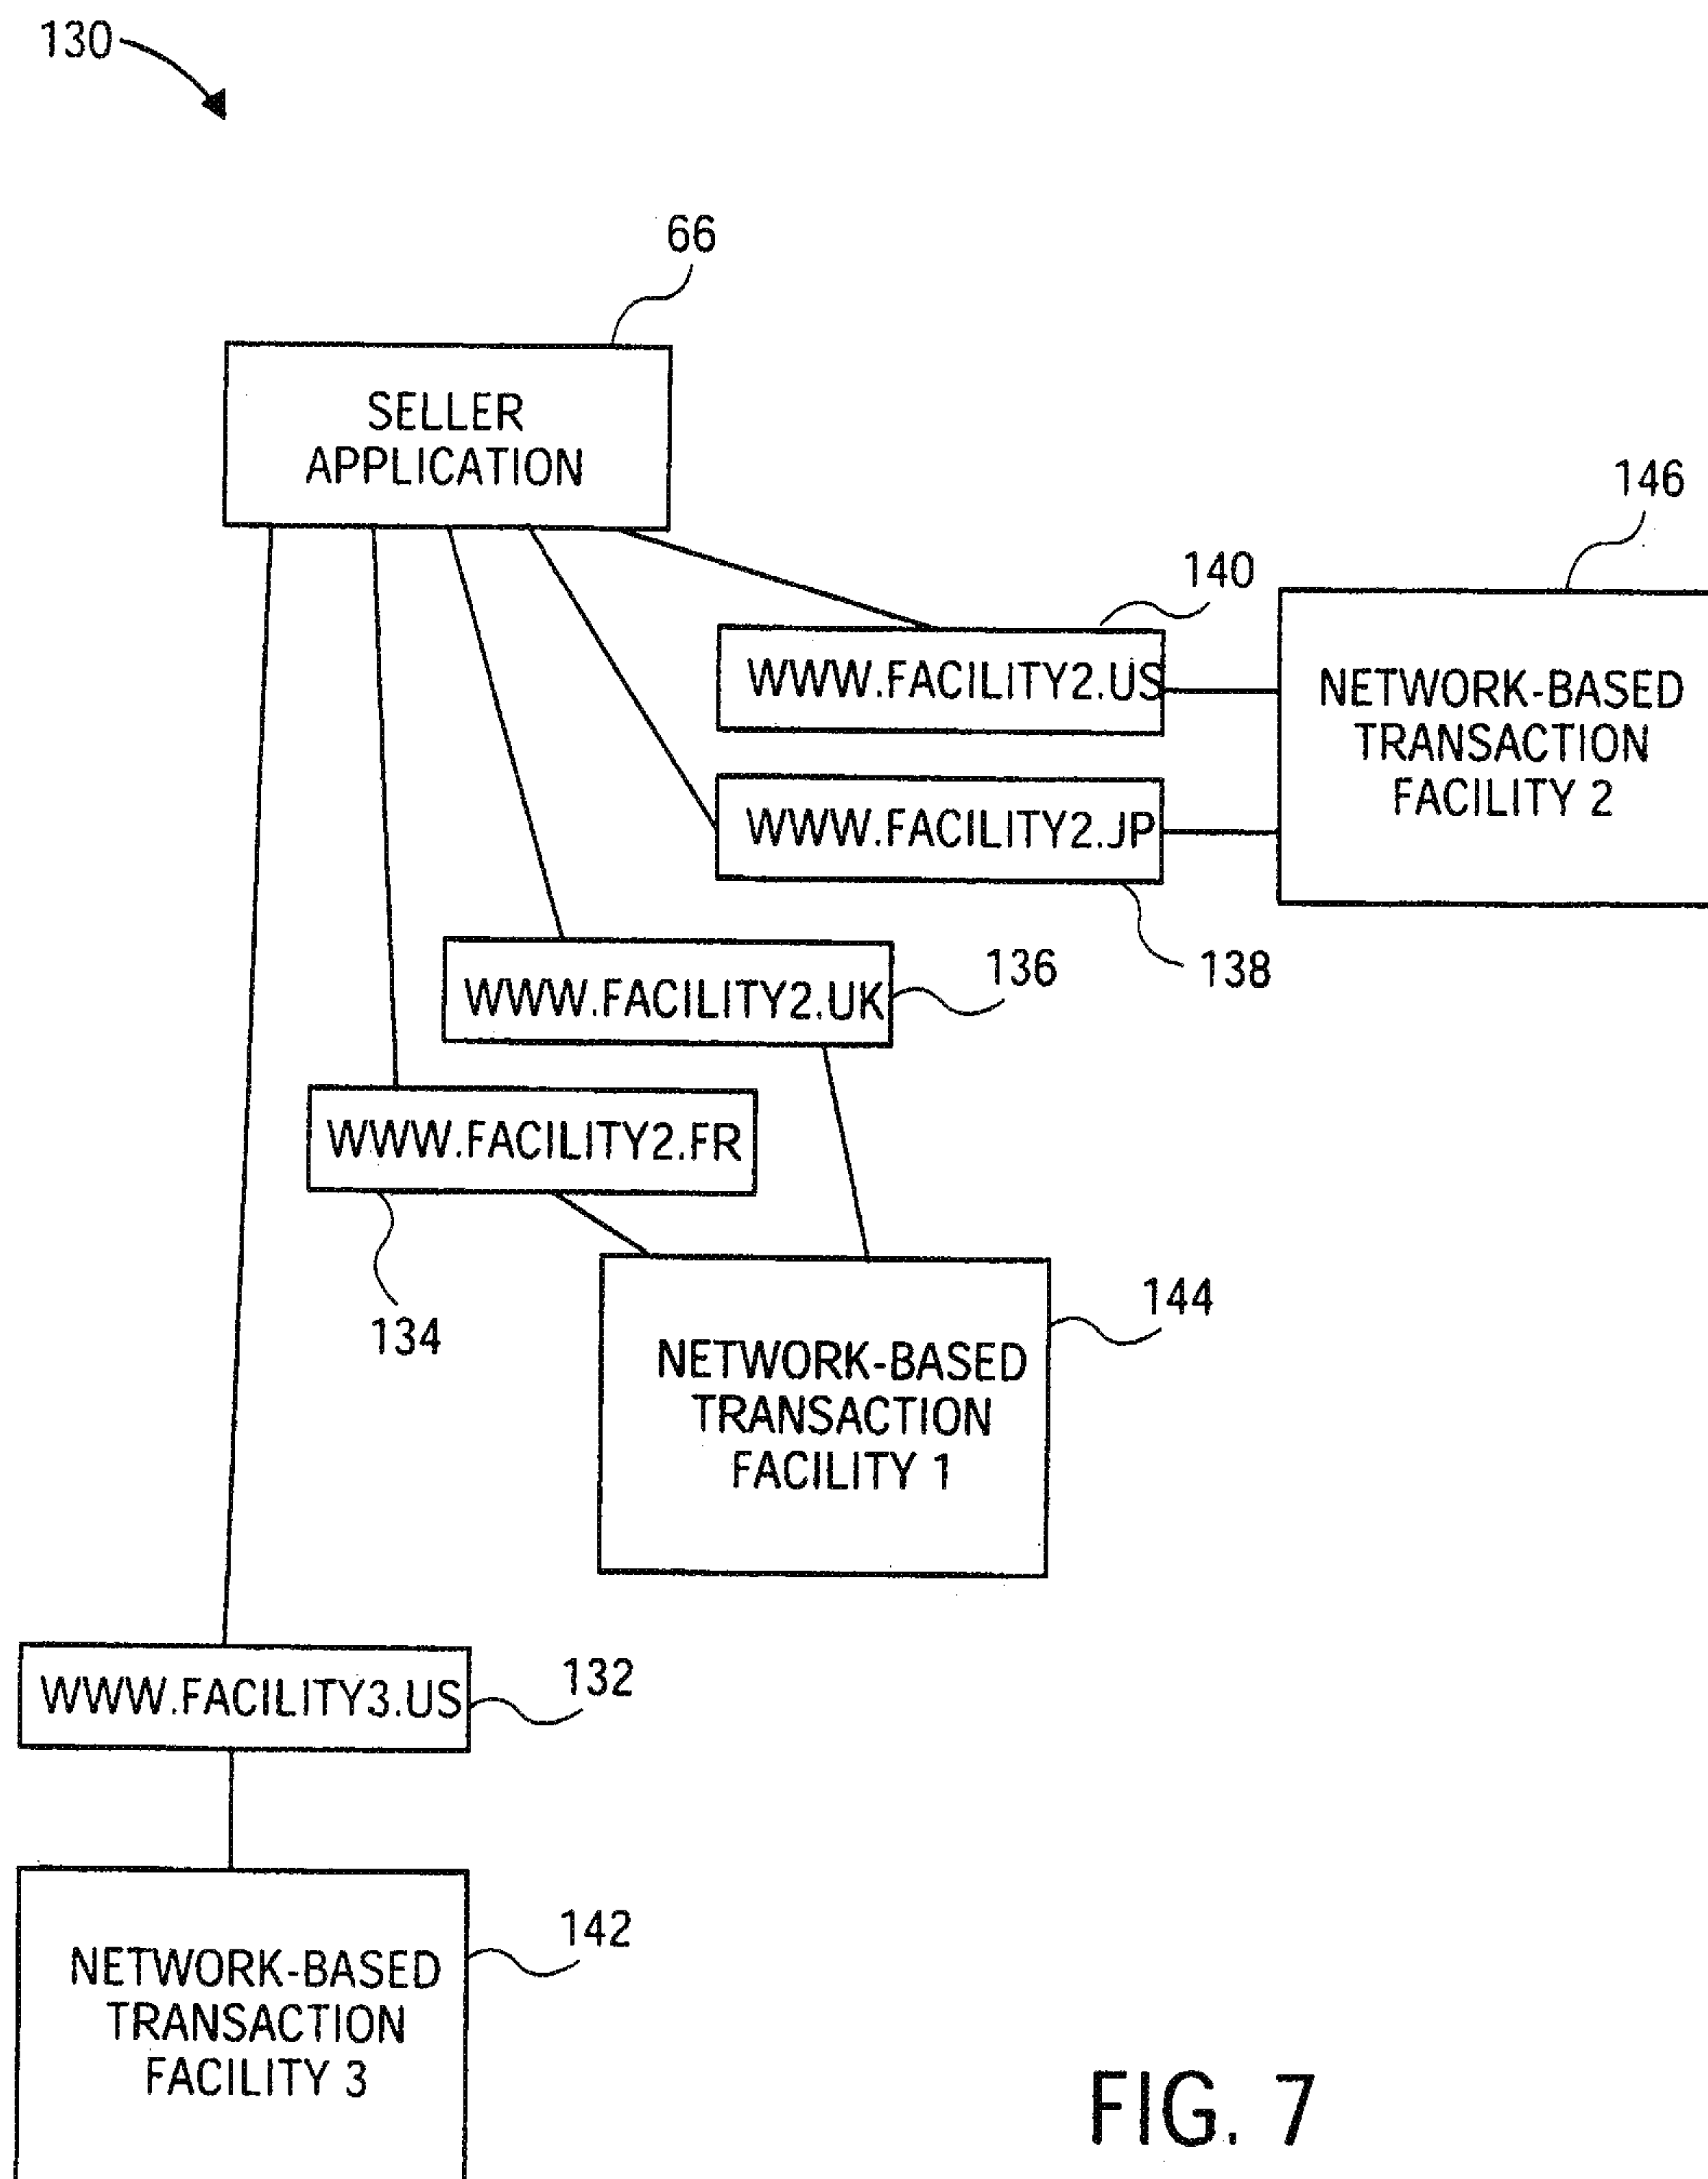 130
66
SELLER
APPLICATION
146
140
WWW.FACILITY2.US
NETWORK-BASED
TRANSACTION
FACILITY 2
WWW.FACILITY2.JP
138
WWW.FACILITY2.UK
136
WWW.FACILITY2.FR
134
144
NETWORK-BASED
TRANSACTION
FACILITY 1
WWW.FACILITY3.US
132
142
NETWORK-BASED
TRANSACTION
FACILITY 3
FIG. 7